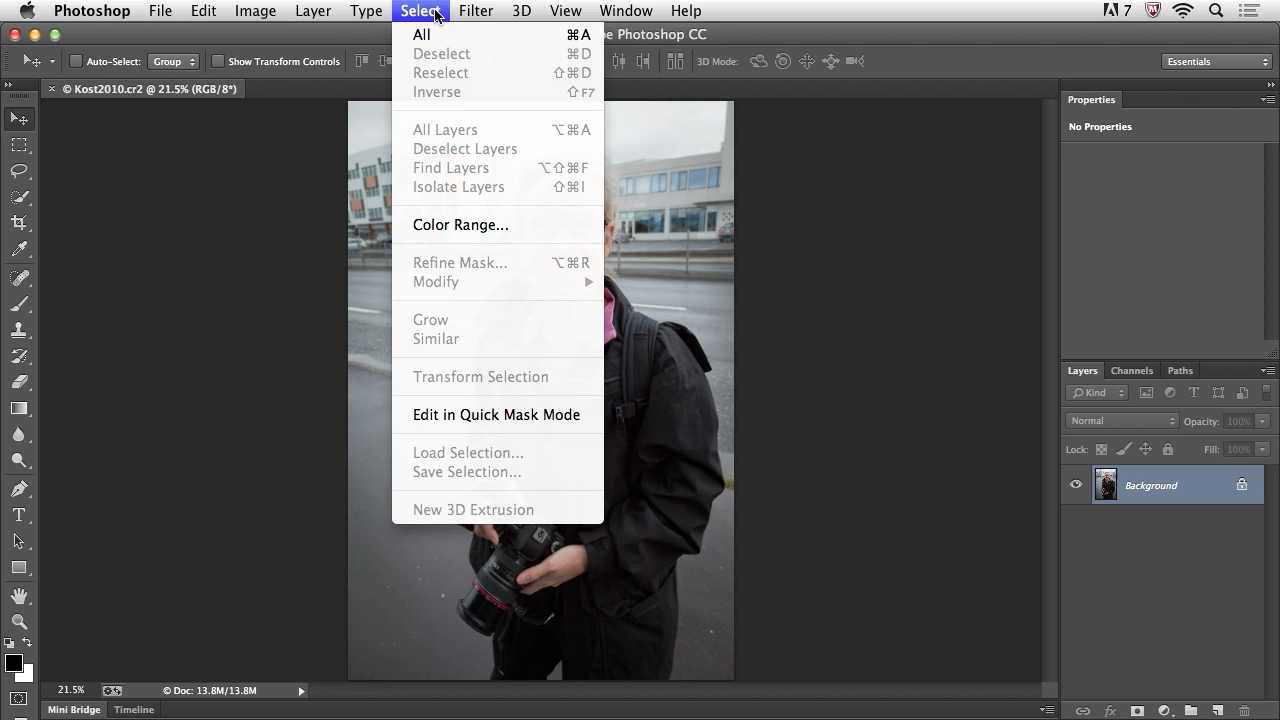 Photoshop File Edit Image Layer Type Select Filter 3D View Window Help 7
e Photoshop CC
Auto-Select: Group Show Transform Controls 3D Mode: Essentials
× © Kost2010.cr2 @ 21.5% (RGB/8*)
All ⌘A
Deselect ⌘D
Reselect ⇧⌘D
Inverse ⇧F7
All Layers ⌥⌘A
Deselect Layers
Find Layers ⌥⇧⌘F
Isolate Layers ⇧⌘I
Color Range...
Refine Mask... ⌥⌘R
Modify
Grow
Similar
Transform Selection
Edit in Quick Mask Mode
Load Selection...
Save Selection...
New 3D Extrusion
Properties
No Properties
Layers Channels Paths
Kind
Normal Opacity: 100%
Lock: Fill: 100%
Background
21.5% © Doc: 13.8M/13.8M
Mini Bridge Timeline